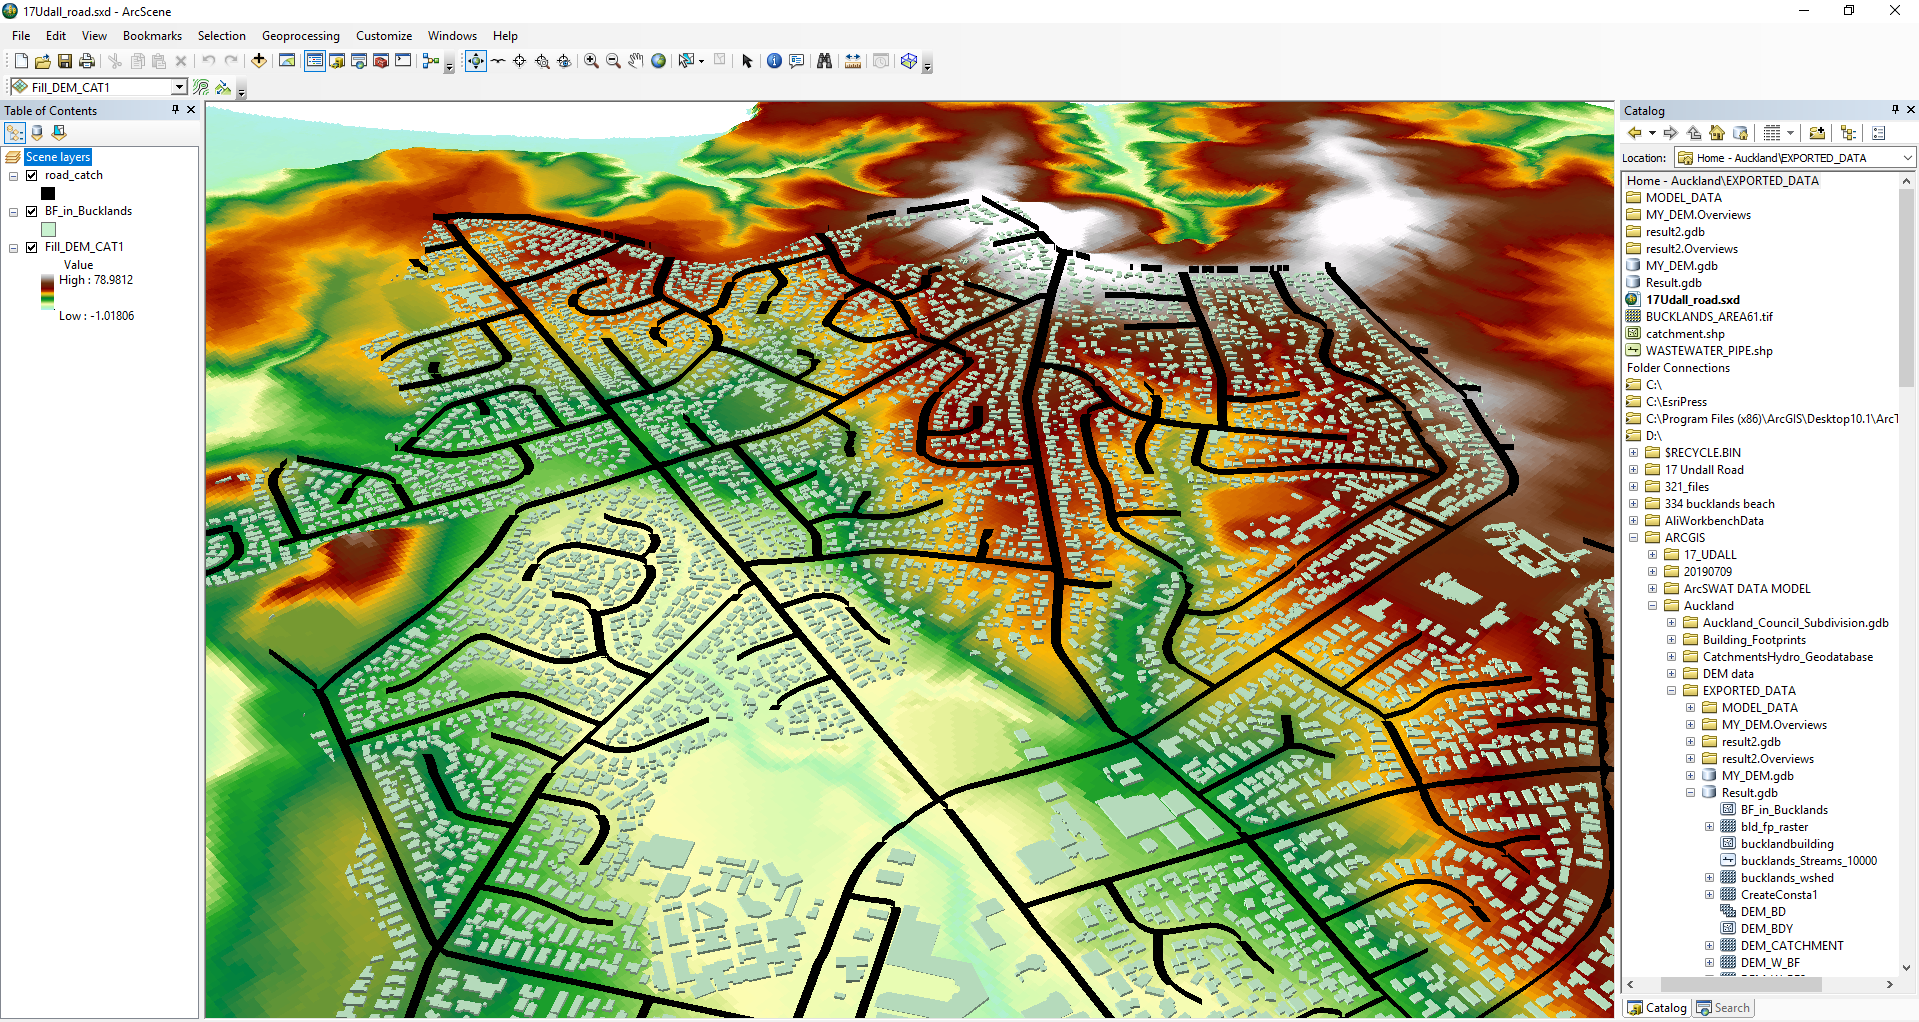 17Udall_road.sxd - ArcScene
File Edit View Bookmarks Selection Geoprocessing Customize Windows Help
Fill_DEM_CAT1
Table of Contents
Scene layers
road_catch
BF_in_Bucklands
Fill_DEM_CAT1
Value
High : 78.9812
Low : -1.01806
Catalog
Location: Home - Auckland\EXPORTED_DATA
Home - Auckland\EXPORTED_DATA
MODEL_DATA
MY_DEM.Overviews
result2.gdb
result2.Overviews
MY_DEM.gdb
Result.gdb
17Udall_road.sxd
BUCKLANDS_AREA61.tif
catchment.shp
WASTEWATER_PIPE.shp
Folder Connections
C:\
C:\EsriPress
C:\Program Files (x86)\ArcGIS\Desktop10.1\ArcT
D:\
$RECYCLE.BIN
17 Undall Road
321_files
334 bucklands beach
AliWorkbenchData
ARCGIS
17_UDALL
20190709
ArcSWAT DATA MODEL
Auckland
Auckland_Council_Subdivision.gdb
Building_Footprints
CatchmentsHydro_Geodatabase
DEM data
EXPORTED_DATA
MODEL_DATA
MY_DEM.Overviews
result2.gdb
result2.Overviews
MY_DEM.gdb
Result.gdb
BF_in_Bucklands
bld_fp_raster
bucklandbuilding
bucklands_Streams_10000
bucklands_wshed
CreateConsta1
DEM_BD
DEM_BDY
DEM_CATCHMENT
DEM_W_BF
Catalog Search